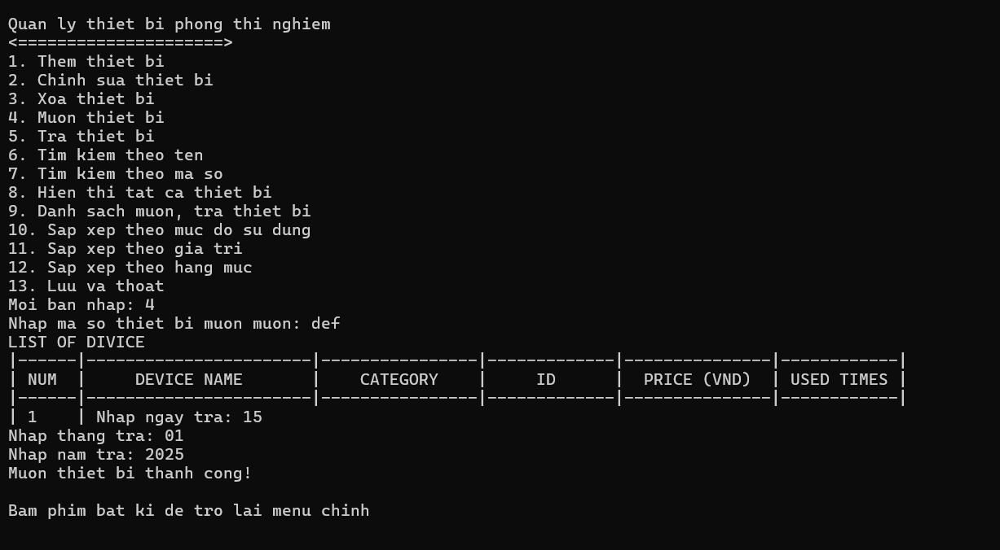 Quan ly thiet bi phong thi nghiem
<=====================>
1. Them thiet bi
2. Chinh sua thiet bi
3. Xoa thiet bi
4. Muon thiet bi
5. Tra thiet bi
6. Tim kiem theo ten
7. Tim kiem theo ma so
8. Hien thi tat ca thiet bi
9. Danh sach muon, tra thiet bi
10. Sap xep theo muc do su dung
11. Sap xep theo gia tri
12. Sap xep theo hang muc
13. Luu va thoat
Moi ban nhap: 4
Nhap ma so thiet bi muon muon: def
LIST OF DIVICE
|------|-----------------------|----------------|-------------|---------------|------------|
| NUM  |     DEVICE NAME       |    CATEGORY    |     ID      |  PRICE (VND)  | USED TIMES |
|------|-----------------------|----------------|-------------|---------------|------------|
| 1    | Nhap ngay tra: 15
Nhap thang tra: 01
Nhap nam tra: 2025
Muon thiet bi thanh cong!
Bam phim bat ki de tro lai menu chinh